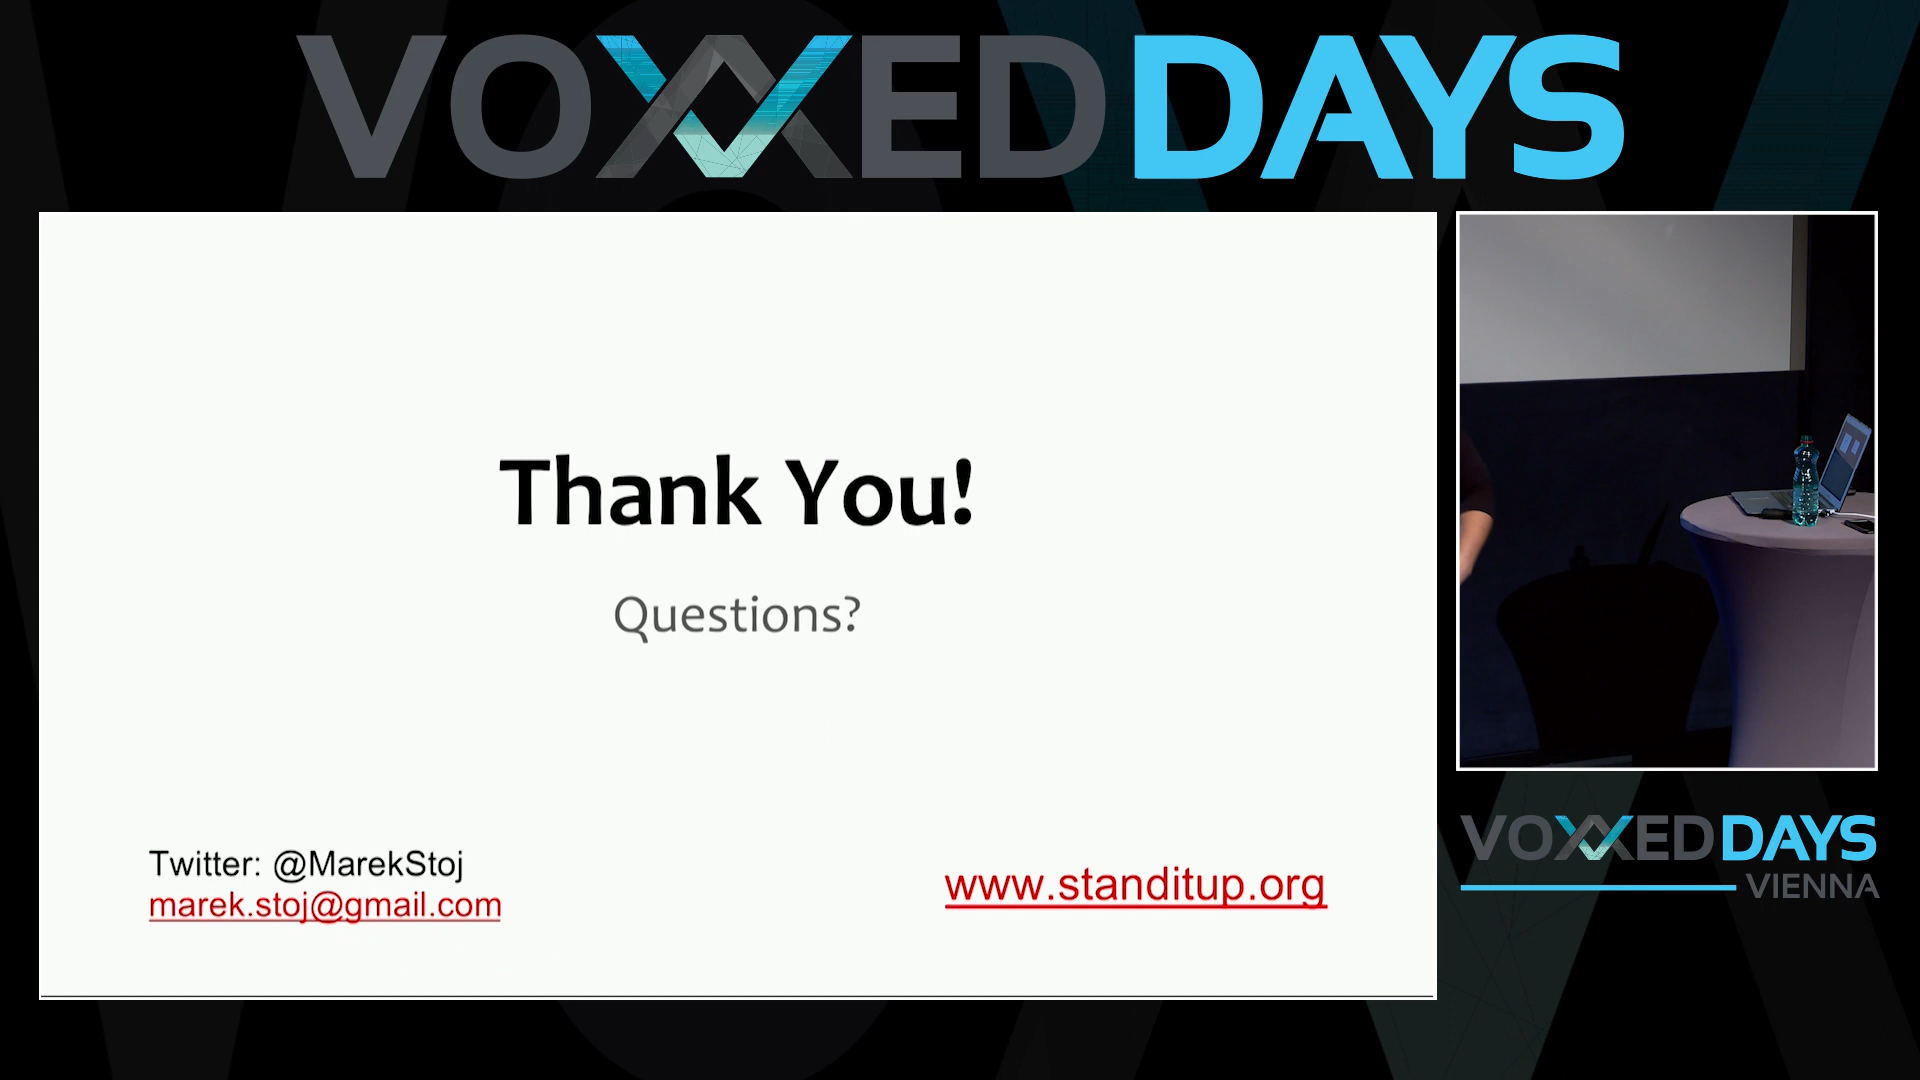 VOXXED DAYS
Thank You!
Questions?
Twitter: @MarekStoj
marek.stoj@gmail.com
www.standitup.org
VOXXED DAYS
VIENNA